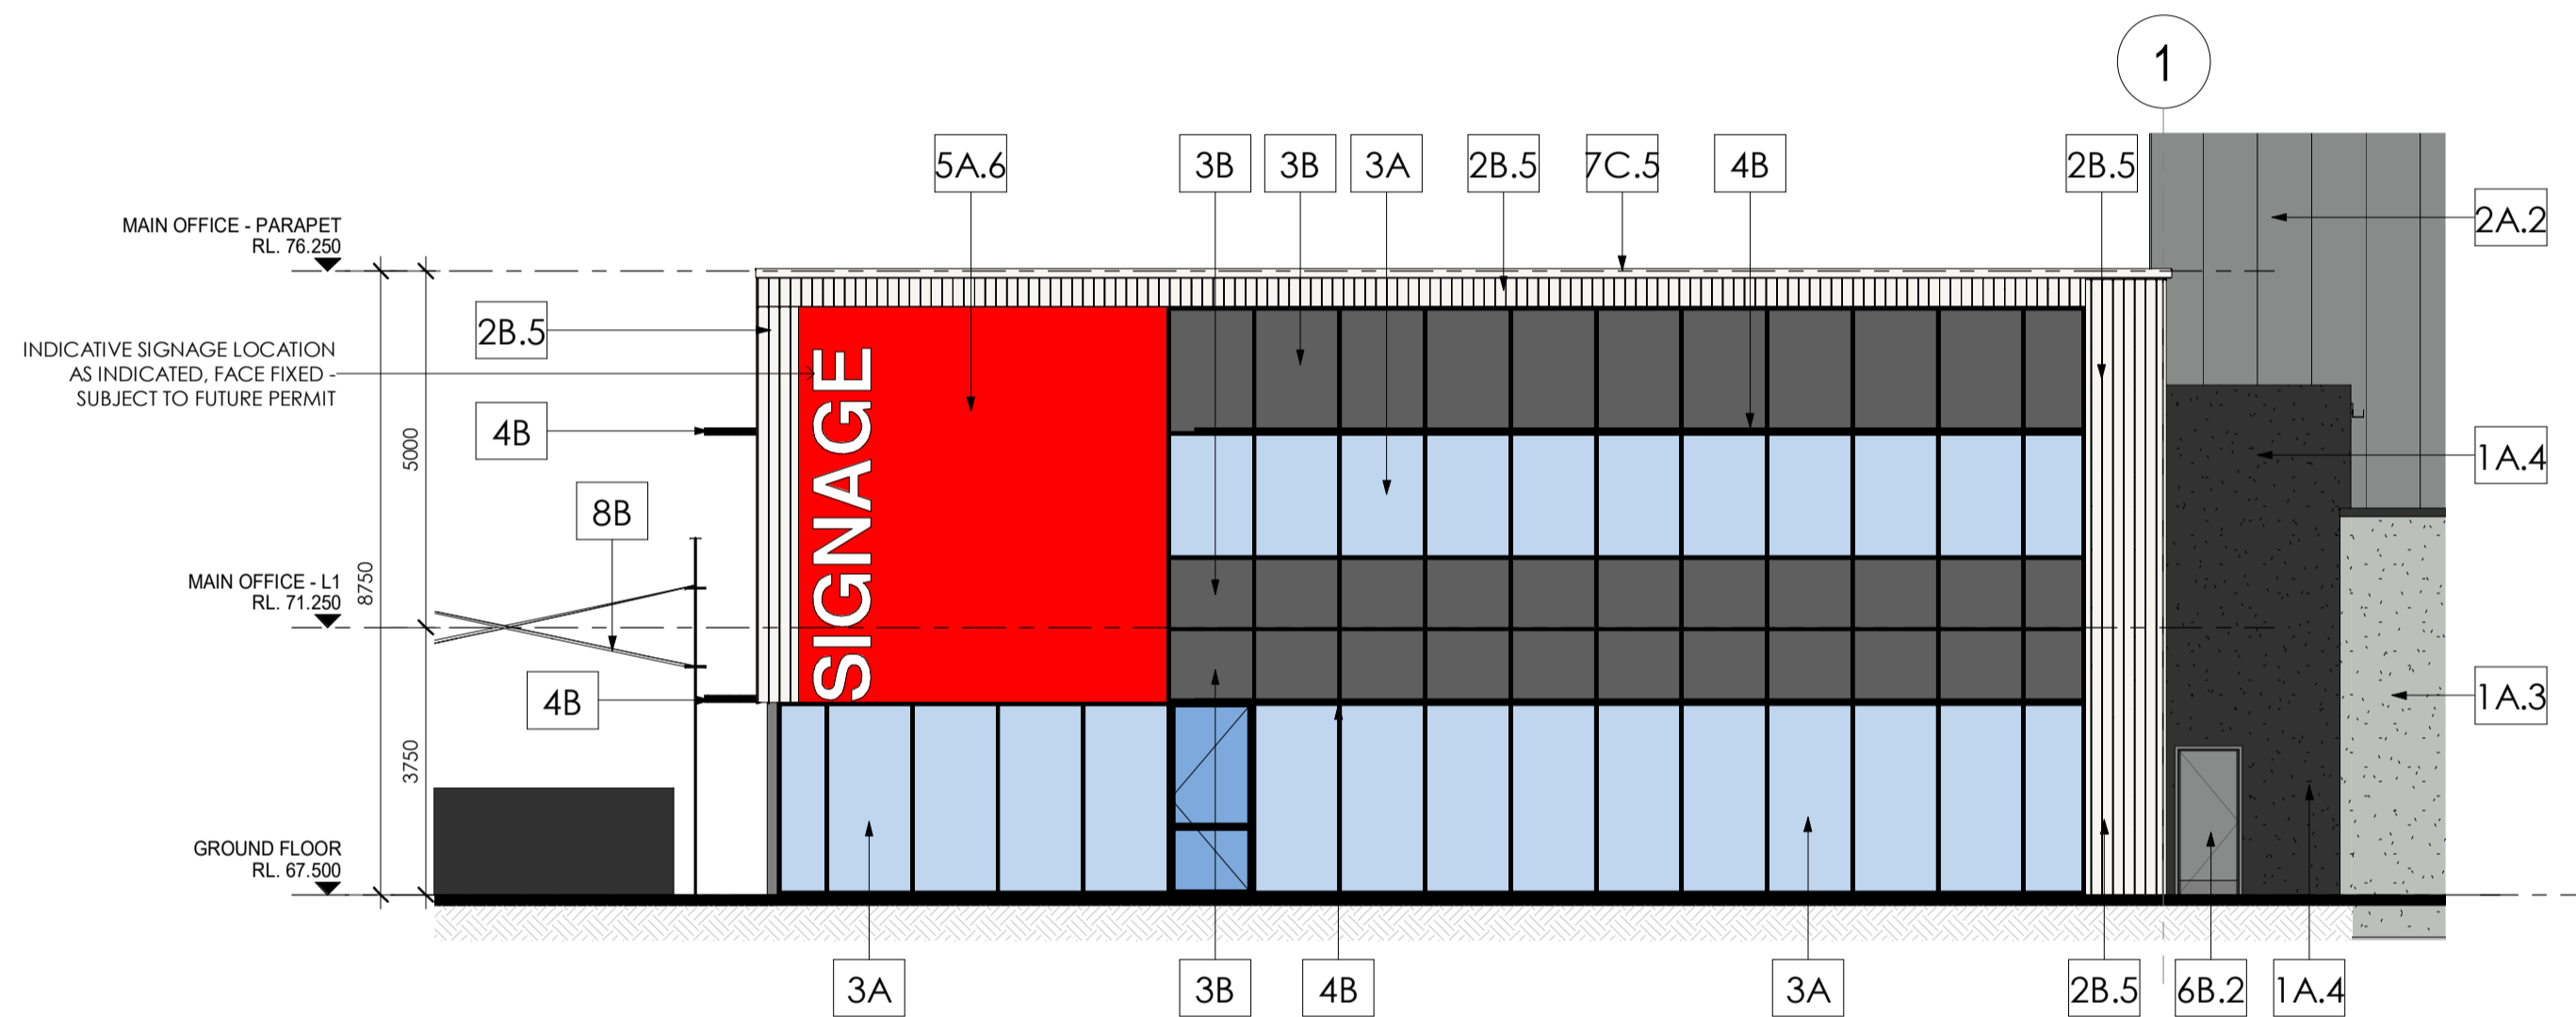 1
5A.6
3B
3B
3A
2B.5
7C.5
4B
2B.5
2A.2
MAIN OFFICE - PARAPET
RL. 76.250
2B.5
INDICATIVE SIGNAGE LOCATION
AS INDICATED, FACE FIXED -
SUBJECT TO FUTURE PERMIT
SIGNAGE
4B
5000
1A.4
8B
MAIN OFFICE - L1
RL. 71.250
8750
4B
1A.3
3750
GROUND FLOOR
RL. 67.500
3A
3B
4B
3A
2B.5
6B.2
1A.4